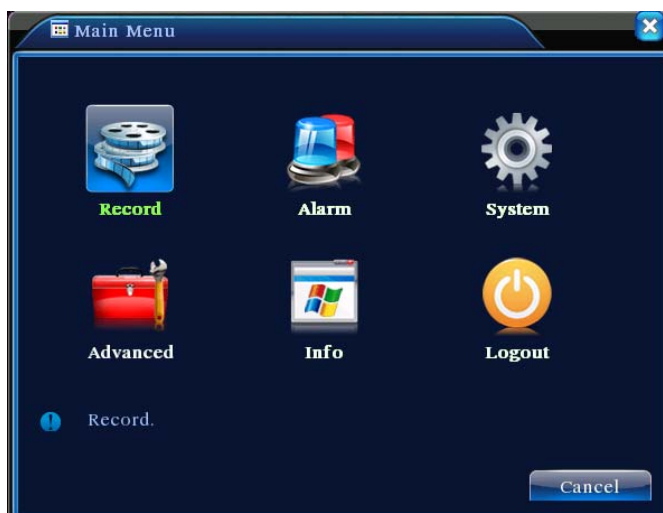 Main Menu
Record Alarm System
Advanced Info Logout
Record.
Cancel